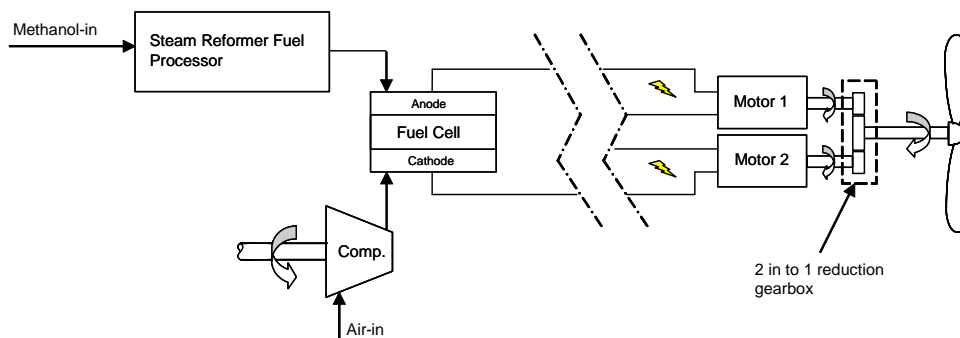 Methanol-in
Steam Reformer Fuel
Processor
Anode
Fuel Cell
Cathode
Comp.
Air-in
Motor 1
Motor 2
2 in to 1 reduction
gearbox